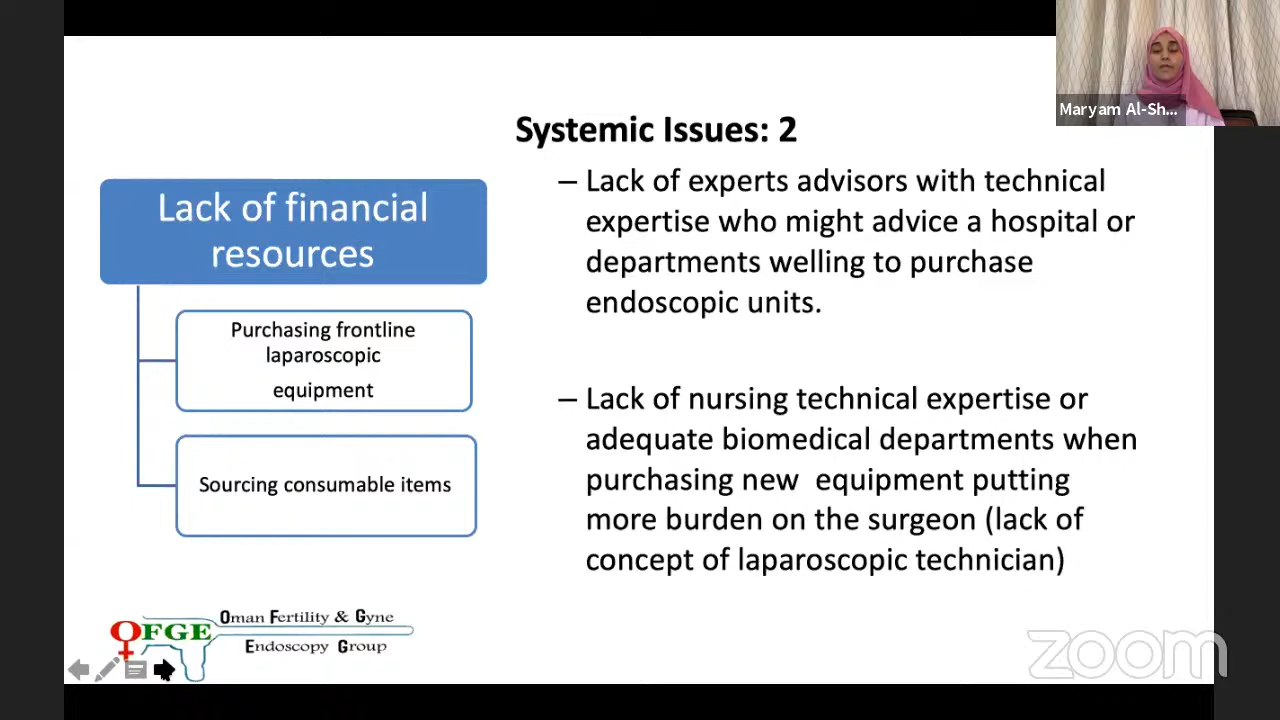 Maryam Al-Sh...
Systemic Issues: 2
Lack of financial
resources
Purchasing frontline
laparoscopic
equipment
Sourcing consumable items
– Lack of experts advisors with technical
expertise who might advice a hospital or
departments welling to purchase
endoscopic units.
– Lack of nursing technical expertise or
adequate biomedical departments when
purchasing new  equipment putting
more burden on the surgeon (lack of
concept of laparoscopic technician)
OFGE
Oman Fertility & Gyne
Endoscopy Group
zoom